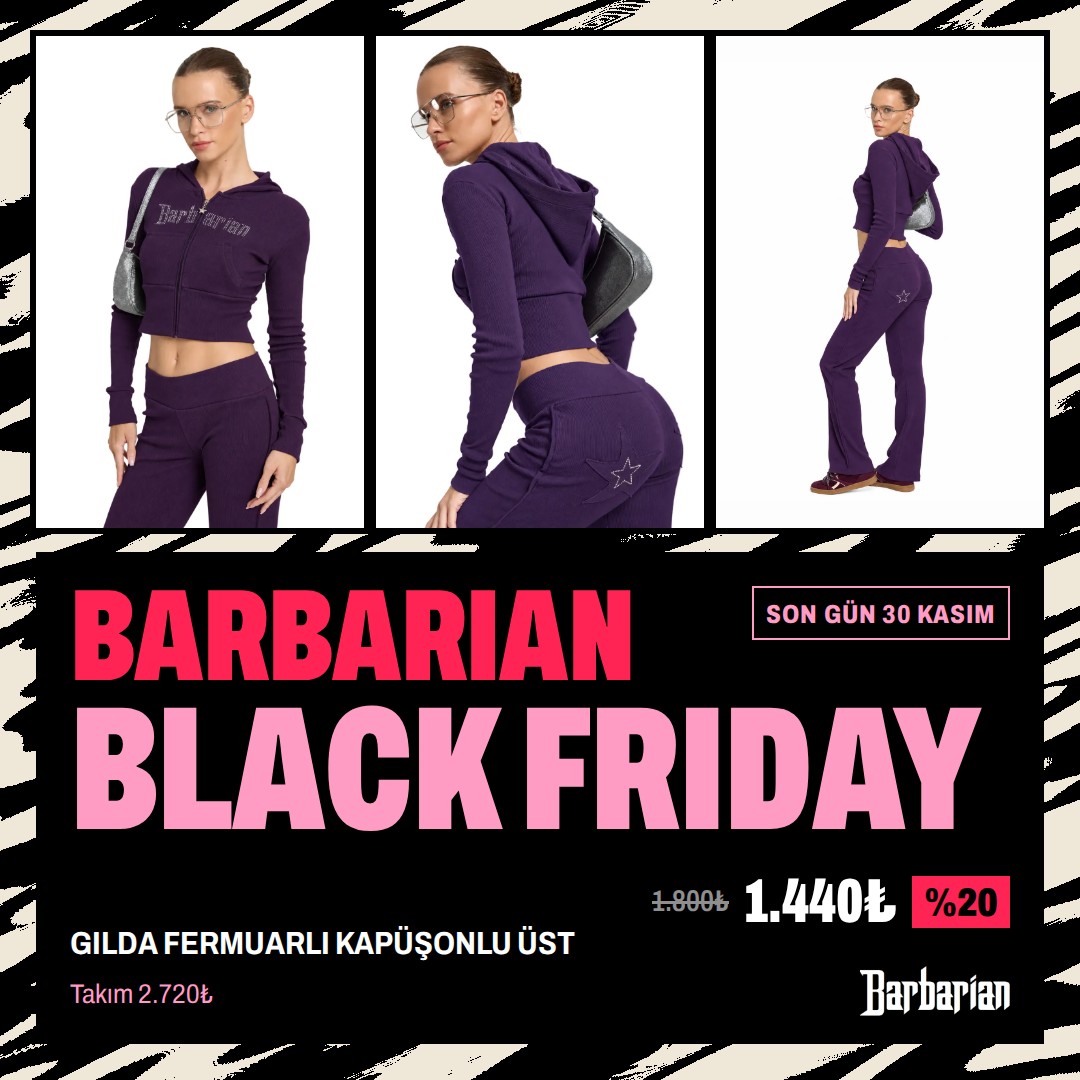 Barbarian
BARBARIAN
SON GÜN 30 KASIM
BLACK FRIDAY
1.800₺ 1.440₺ %20
GILDA FERMUARLI KAPÜŞONLU ÜST
Takım 2.720₺
Barbarian